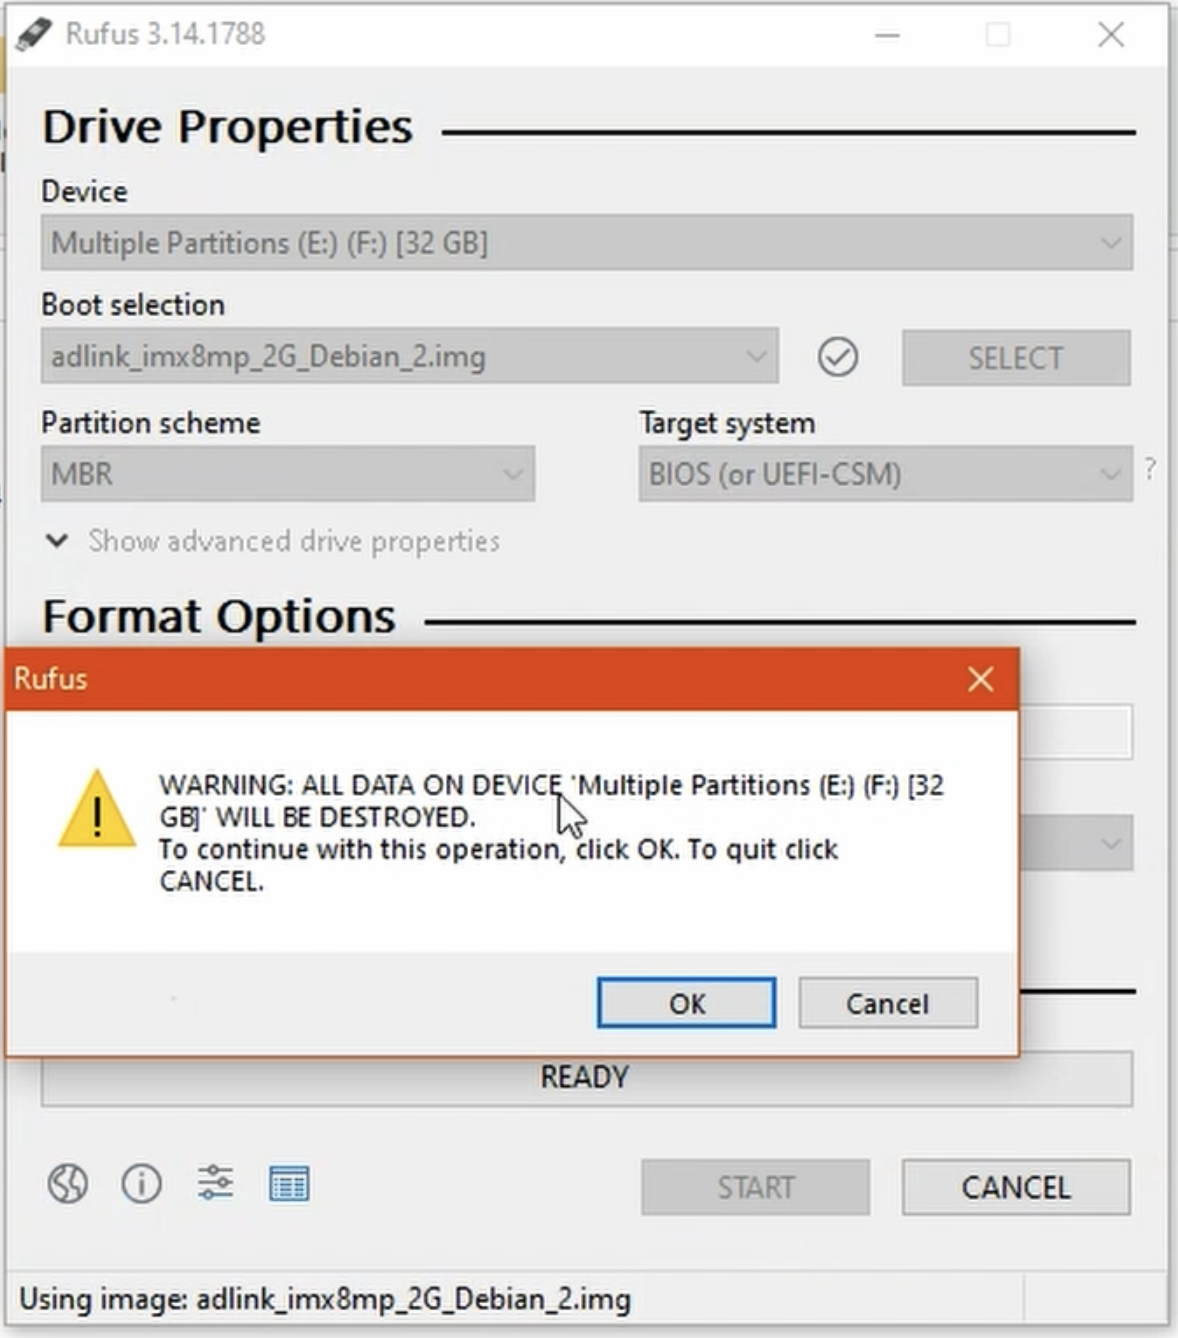 Rufus 3.14.1788
Drive Properties
Device
Multiple Partitions (E:) (F:) [32 GB]
Boot selection
adlink_imx8mp_2G_Debian_2.img
SELECT
Partition scheme
Target system
MBR
BIOS (or UEFI-CSM)
?
Show advanced drive properties
Format Options
Rufus
WARNING: ALL DATA ON DEVICE 'Multiple Partitions (E:) (F:) [32
GB]' WILL BE DESTROYED.
To continue with this operation, click OK. To quit click
CANCEL.
OK
Cancel
READY
START
CANCEL
Using image: adlink_imx8mp_2G_Debian_2.img